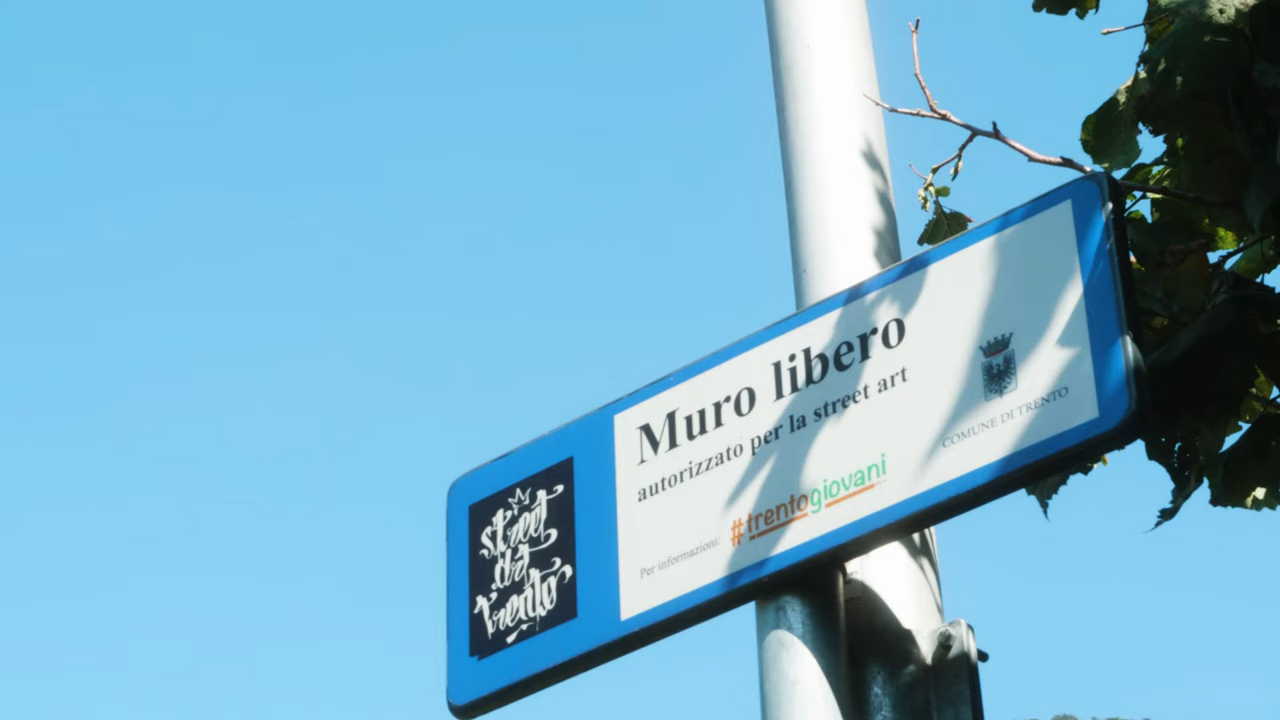 street
art
trento
Muro libero
autorizzato per la street art
Per informazioni: #trentogiovani
COMUNE DI TRENTO